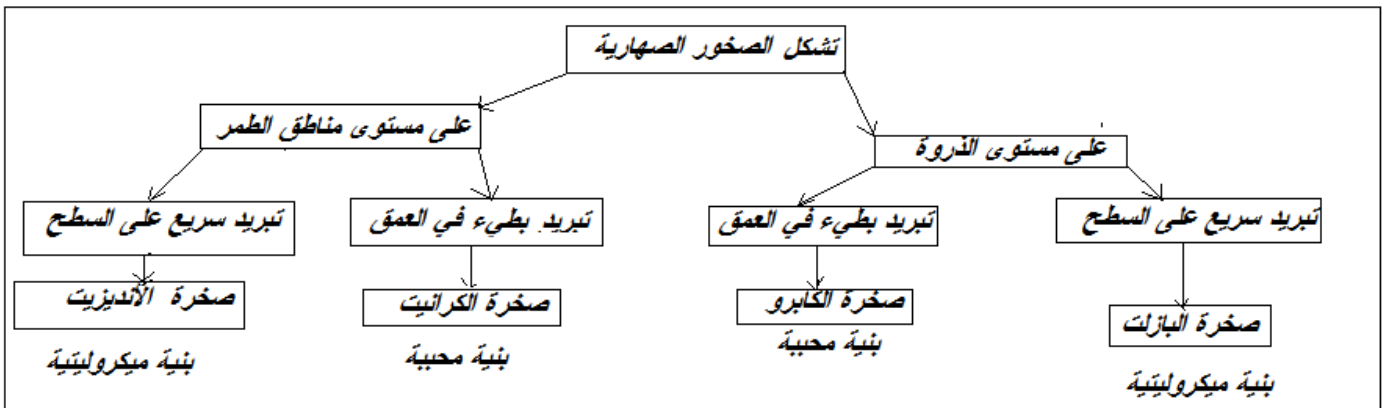 تشكل الصخور الصهارية
على مستوى مناطق الطمر
على مستوى الذروة
تبريد سريع على السطح
تبريد بطيء في العمق
تبريد بطيء في العمق
تبريد سريع على السطح
صخرة البازلت
صخرة الكابرو
صخرة الكرانيت
صخرة الأنديزيت
بنية ميكروليتية
بنية محببة
بنية محببة
بنية ميكروليتية